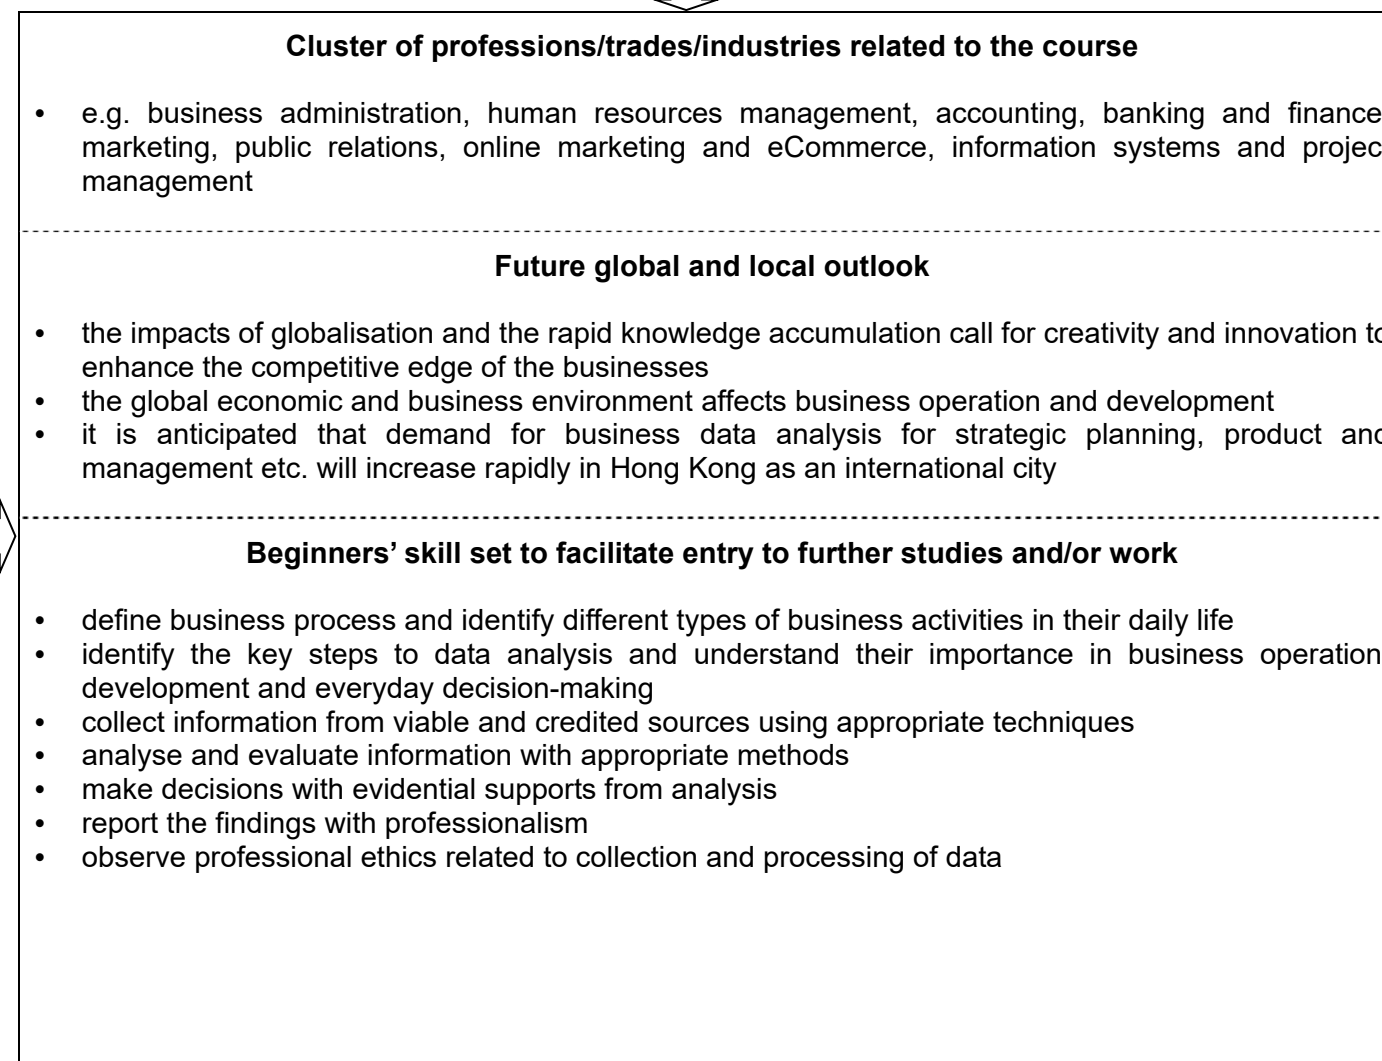 Cluster of professions/trades/industries related to the course
• e.g. business administration, human resources management, accounting, banking and finance
marketing, public relations, online marketing and eCommerce, information systems and projec
management
Future global and local outlook
• the impacts of globalisation and the rapid knowledge accumulation call for creativity and innovation to
enhance the competitive edge of the businesses
• the global economic and business environment affects business operation and development
• it is anticipated that demand for business data analysis for strategic planning, product and
management etc. will increase rapidly in Hong Kong as an international city
Beginners’ skill set to facilitate entry to further studies and/or work
• define business process and identify different types of business activities in their daily life
• identify the key steps to data analysis and understand their importance in business operation
development and everyday decision-making
• collect information from viable and credited sources using appropriate techniques
• analyse and evaluate information with appropriate methods
• make decisions with evidential supports from analysis
• report the findings with professionalism
• observe professional ethics related to collection and processing of data